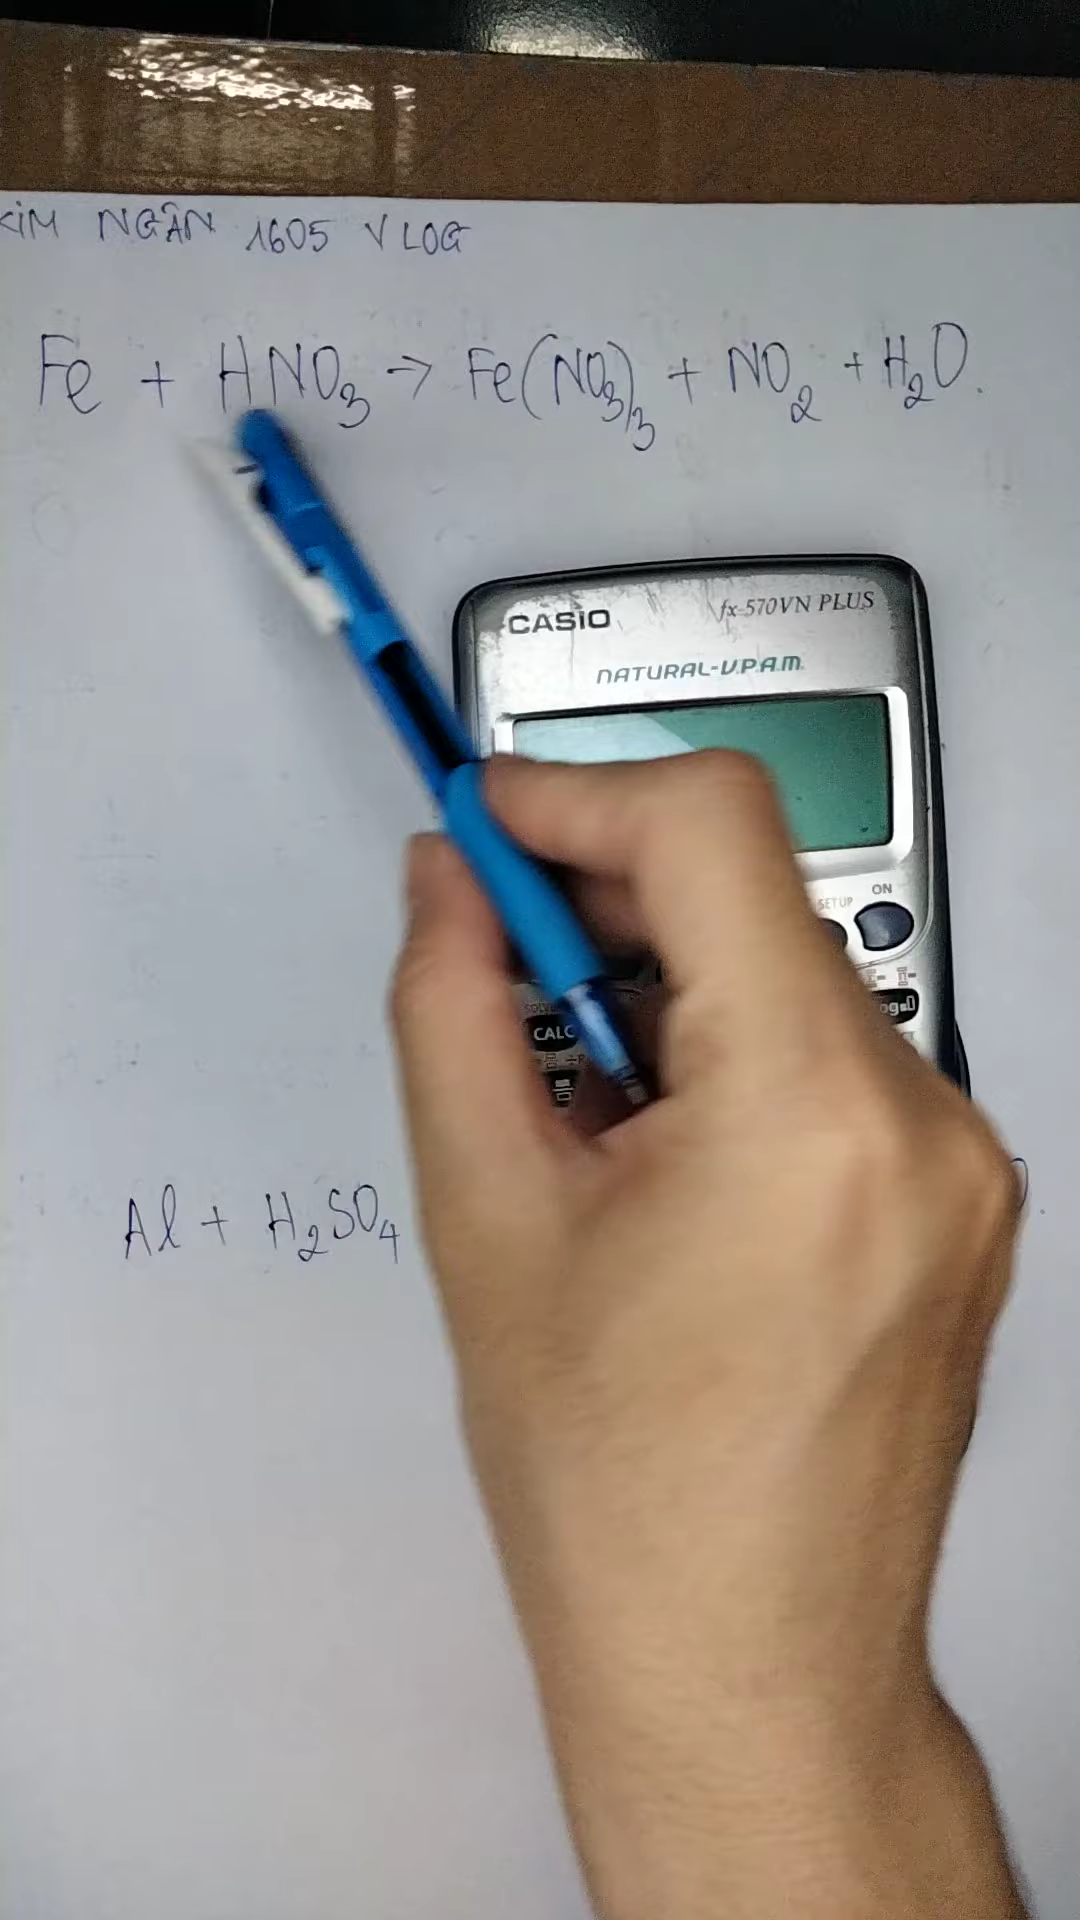 KIM NGÂN 1605 VLOG
Fe + HNO₃ → Fe(NO₃)₃ + NO₂ + H₂O.
CASIO fx-570VN PLUS
NATURAL-V.P.A.M.
SETUP ON
CALC
Al + H₂SO₄